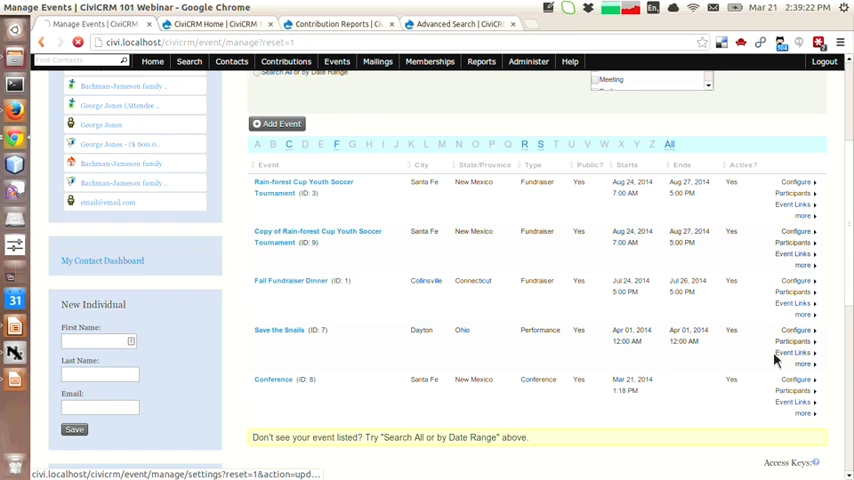 Manage Events | CiviCRM 101 Webinar - Google Chrome
En
Mar 21 2:39:22 PM
Manage Events | CiviCRM
CiviCRM Home | CiviCRM
Contribution Reports | C
Advanced Search | CiviCRM
civi.localhost/civicrm/event/manage?reset=1
Find Contacts
Home Search Contacts Contributions Events Mailings Memberships Reports Administer Help Logout
Search All or by Date Range
Meeting
Bachman-Jameson family ..
George Jones (Attendee ..
George Jones
George Jones - ($ 600.0..
Bachman-Jameson family
Bachman-Jameson family ..
email@email.com
My Contact Dashboard
New Individual
First Name:
Last Name:
Email:
Save
Add Event
A B C D E F G H I J K L M N O P Q R S T U V W X Y Z All
Event City State/Province Type Public? Starts Ends Active?
Rain-forest Cup Youth Soccer Tournament (ID: 3) Santa Fe New Mexico Fundraiser Yes Aug 24, 2014 7:00 AM Aug 27, 2014 5:00 PM Yes Configure Participants Event Links more
Copy of Rain-forest Cup Youth Soccer Tournament (ID: 9) Santa Fe New Mexico Fundraiser Yes Aug 24, 2014 7:00 AM Aug 27, 2014 5:00 PM Yes Configure Participants Event Links more
Fall Fundraiser Dinner (ID: 1) Collinsville Connecticut Fundraiser Yes Jul 24, 2014 5:00 PM Jul 26, 2014 5:00 PM Yes Configure Participants Event Links more
Save the Snails (ID: 7) Dayton Ohio Performance Yes Apr 01, 2014 12:00 AM Apr 01, 2014 12:00 AM Yes Configure Participants Event Links more
Conference (ID: 8) Santa Fe New Mexico Conference Yes Mar 21, 2014 1:18 PM Yes Configure Participants Event Links more
Don't see your event listed? Try "Search All or by Date Range" above.
Access Keys:
civi.localhost/civicrm/event/manage/settings?reset=1&action=upd...
31